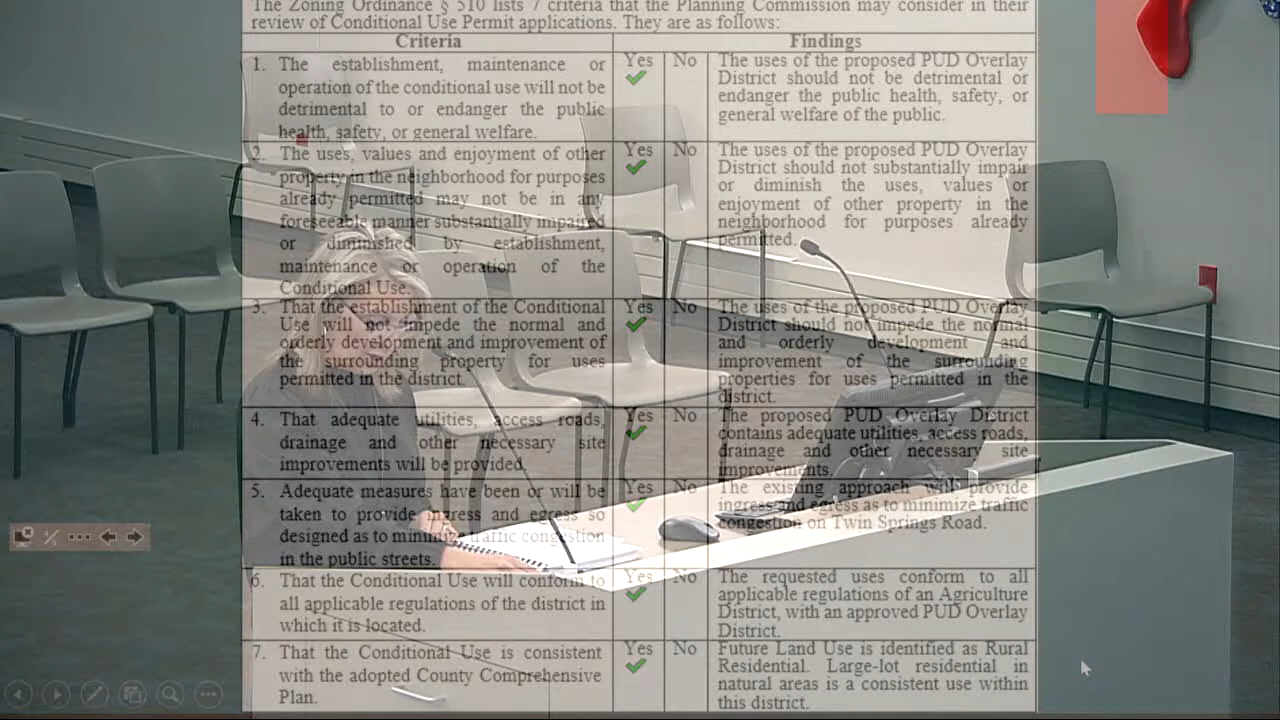 The Zoning Ordinance § 510 lists 7 criteria that the Planning Commission may consider in their
review of Conditional Use Permit applications. They are as follows:
Criteria
Findings
1. The establishment, maintenance or
operation of the conditional use will not be
detrimental to or endanger the public
health, safety, or general welfare.
Yes
No
The uses of the proposed PUD Overlay
District should not be detrimental or
endanger the public health, safety, or
general welfare of the public.
2. The uses, values and enjoyment of other
property in the neighborhood for purposes
already permitted may not be in any
foreseeable manner substantially impaired
or diminished by establishment,
maintenance or operation of the
Conditional Use.
Yes
No
The uses of the proposed PUD Overlay
District should not substantially impair
or diminish the uses, values or
enjoyment of other property in the
neighborhood for purposes already
permitted.
3. That the establishment of the Conditional
Use will not impede the normal and
orderly development and improvement of
the surrounding property for uses
permitted in the district.
Yes
No
The uses of the proposed PUD Overlay
District should not impede the normal
and orderly development and
improvement of the surrounding
properties for uses permitted in the
district.
4. That adequate utilities, access roads,
drainage and other necessary site
improvements will be provided.
Yes
No
The proposed PUD Overlay District
contains adequate utilities, access roads,
drainage and other necessary site
improvements.
5. Adequate measures have been or will be
taken to provide ingress and egress so
designed as to minimize traffic congestion
in the public streets.
Yes
No
The existing approach will provide
ingress and egress as to minimize traffic
congestion on Twin Springs Road.
6. That the Conditional Use will conform to
all applicable regulations of the district in
which it is located.
Yes
No
The requested uses conform to all
applicable regulations of an Agriculture
District, with an approved PUD Overlay
District.
7. That the Conditional Use is consistent
with the adopted County Comprehensive
Plan.
Yes
No
Future Land Use is identified as Rural
Residential. Large-lot residential in
natural areas is a consistent use within
this district.